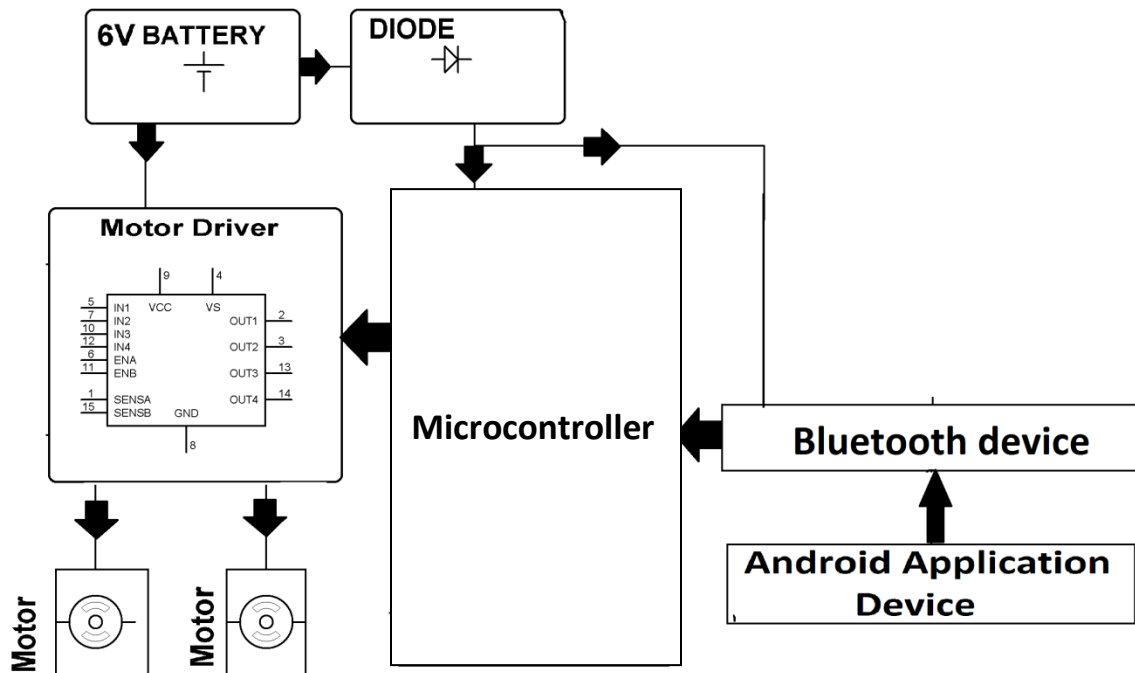 6V BATTERY
DIODE
Motor Driver
9
4
5
IN1
VCC
VS
7
IN2
OUT1
2
10
IN3
12
IN4
OUT2
3
6
ENA
11
ENB
OUT3
13
1
SENSA
OUT4
14
15
SENSB
GND
8
Microcontroller
Bluetooth device
Android Application
Device
Motor
Motor